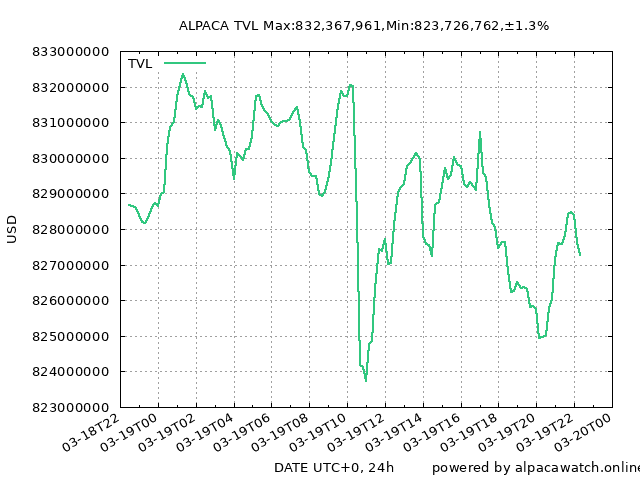 ALPACA TVL Max:832,367,961,Min:823,726,762,±1.3%
TVL
833000000
832000000
831000000
830000000
829000000
828000000
827000000
826000000
825000000
824000000
823000000
USD
03-18T22
03-19T00
03-19T02
03-19T04
03-19T06
03-19T08
03-19T10
03-19T12
03-19T14
03-19T16
03-19T18
03-19T20
03-19T22
03-20T00
DATE UTC+0, 24h
powered by alpacawatch.online